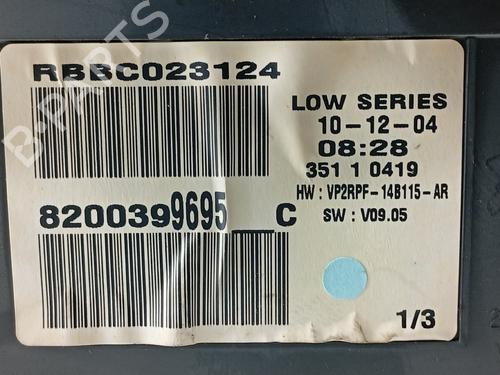 RBBC023124
LOW SERIES
10-12-04
08:28
351 1 0419
HW : VP2RPF-14B115-AR
SW : V09.05
8200399695__C
1/3
B-PARTS